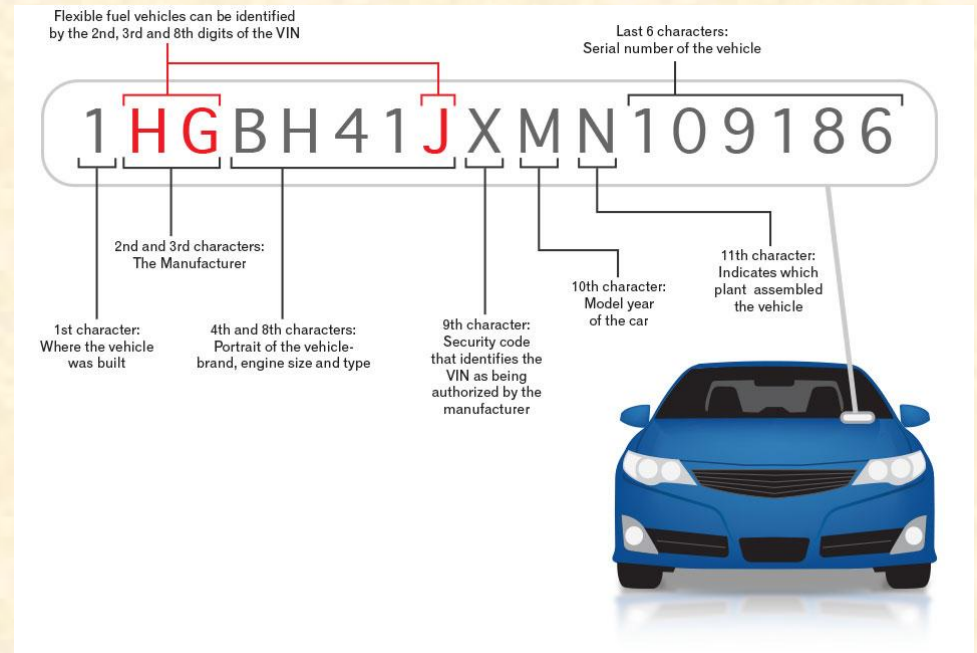 Flexible fuel vehicles can be identified
by the 2nd, 3rd and 8th digits of the VIN
Last 6 characters:
Serial number of the vehicle
1HGBH41JXMN109186
2nd and 3rd characters:
The Manufacturer
1st character:
Where the vehicle
was built
4th and 8th characters:
Portrait of the vehicle-
brand, engine size and type
9th character:
Security code
that identifies the
VIN as being
authorized by the
manufacturer
10th character:
Model year
of the car
11th character:
Indicates which
plant assembled
the vehicle